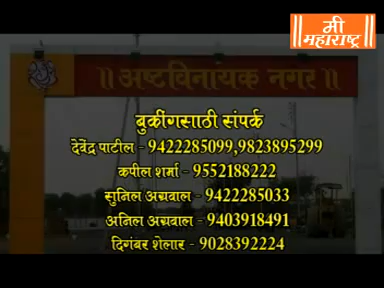 मी
महाराष्ट्र
॥ अष्टविनायक नगर ॥
बुकींगसाठी संपर्क
देवेंद्र पाटील - 9422285099,9823895299
कपील शर्मा - 9552188222
सुनिल अग्रवाल - 9422285033
अनिल अग्रवाल - 9403918491
दिगंबर शेलार - 9028392224